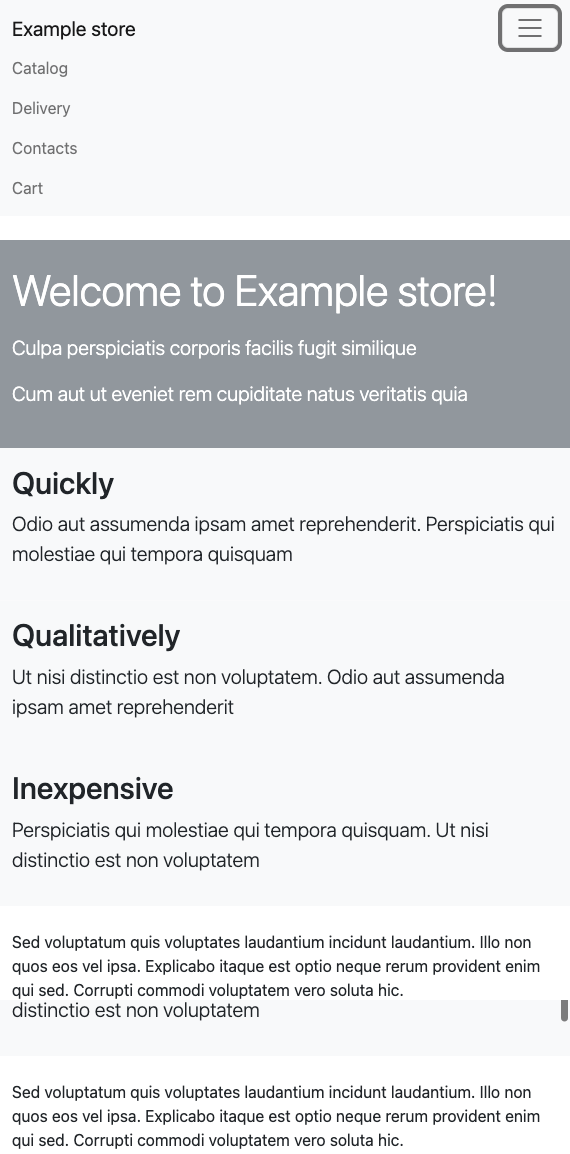 Example store
Catalog
Delivery
Contacts
Cart
Welcome to Example store!
Culpa perspiciatis corporis facilis fugit similique
Cum aut ut eveniet rem cupiditate natus veritatis quia
Quickly
Odio aut assumenda ipsam amet reprehenderit. Perspiciatis qui
molestiae qui tempora quisquam
Qualitatively
Ut nisi distinctio est non voluptatem. Odio aut assumenda
ipsam amet reprehenderit
Inexpensive
Perspiciatis qui molestiae qui tempora quisquam. Ut nisi
distinctio est non voluptatem
Sed voluptatum quis voluptates laudantium incidunt laudantium. Illo non
quos eos vel ipsa. Explicabo itaque est optio neque rerum provident enim
qui sed. Corrupti commodi voluptatem vero soluta hic.
distinctio est non voluptatem
Sed voluptatum quis voluptates laudantium incidunt laudantium. Illo non
quos eos vel ipsa. Explicabo itaque est optio neque rerum provident enim
qui sed. Corrupti commodi voluptatem vero soluta hic.